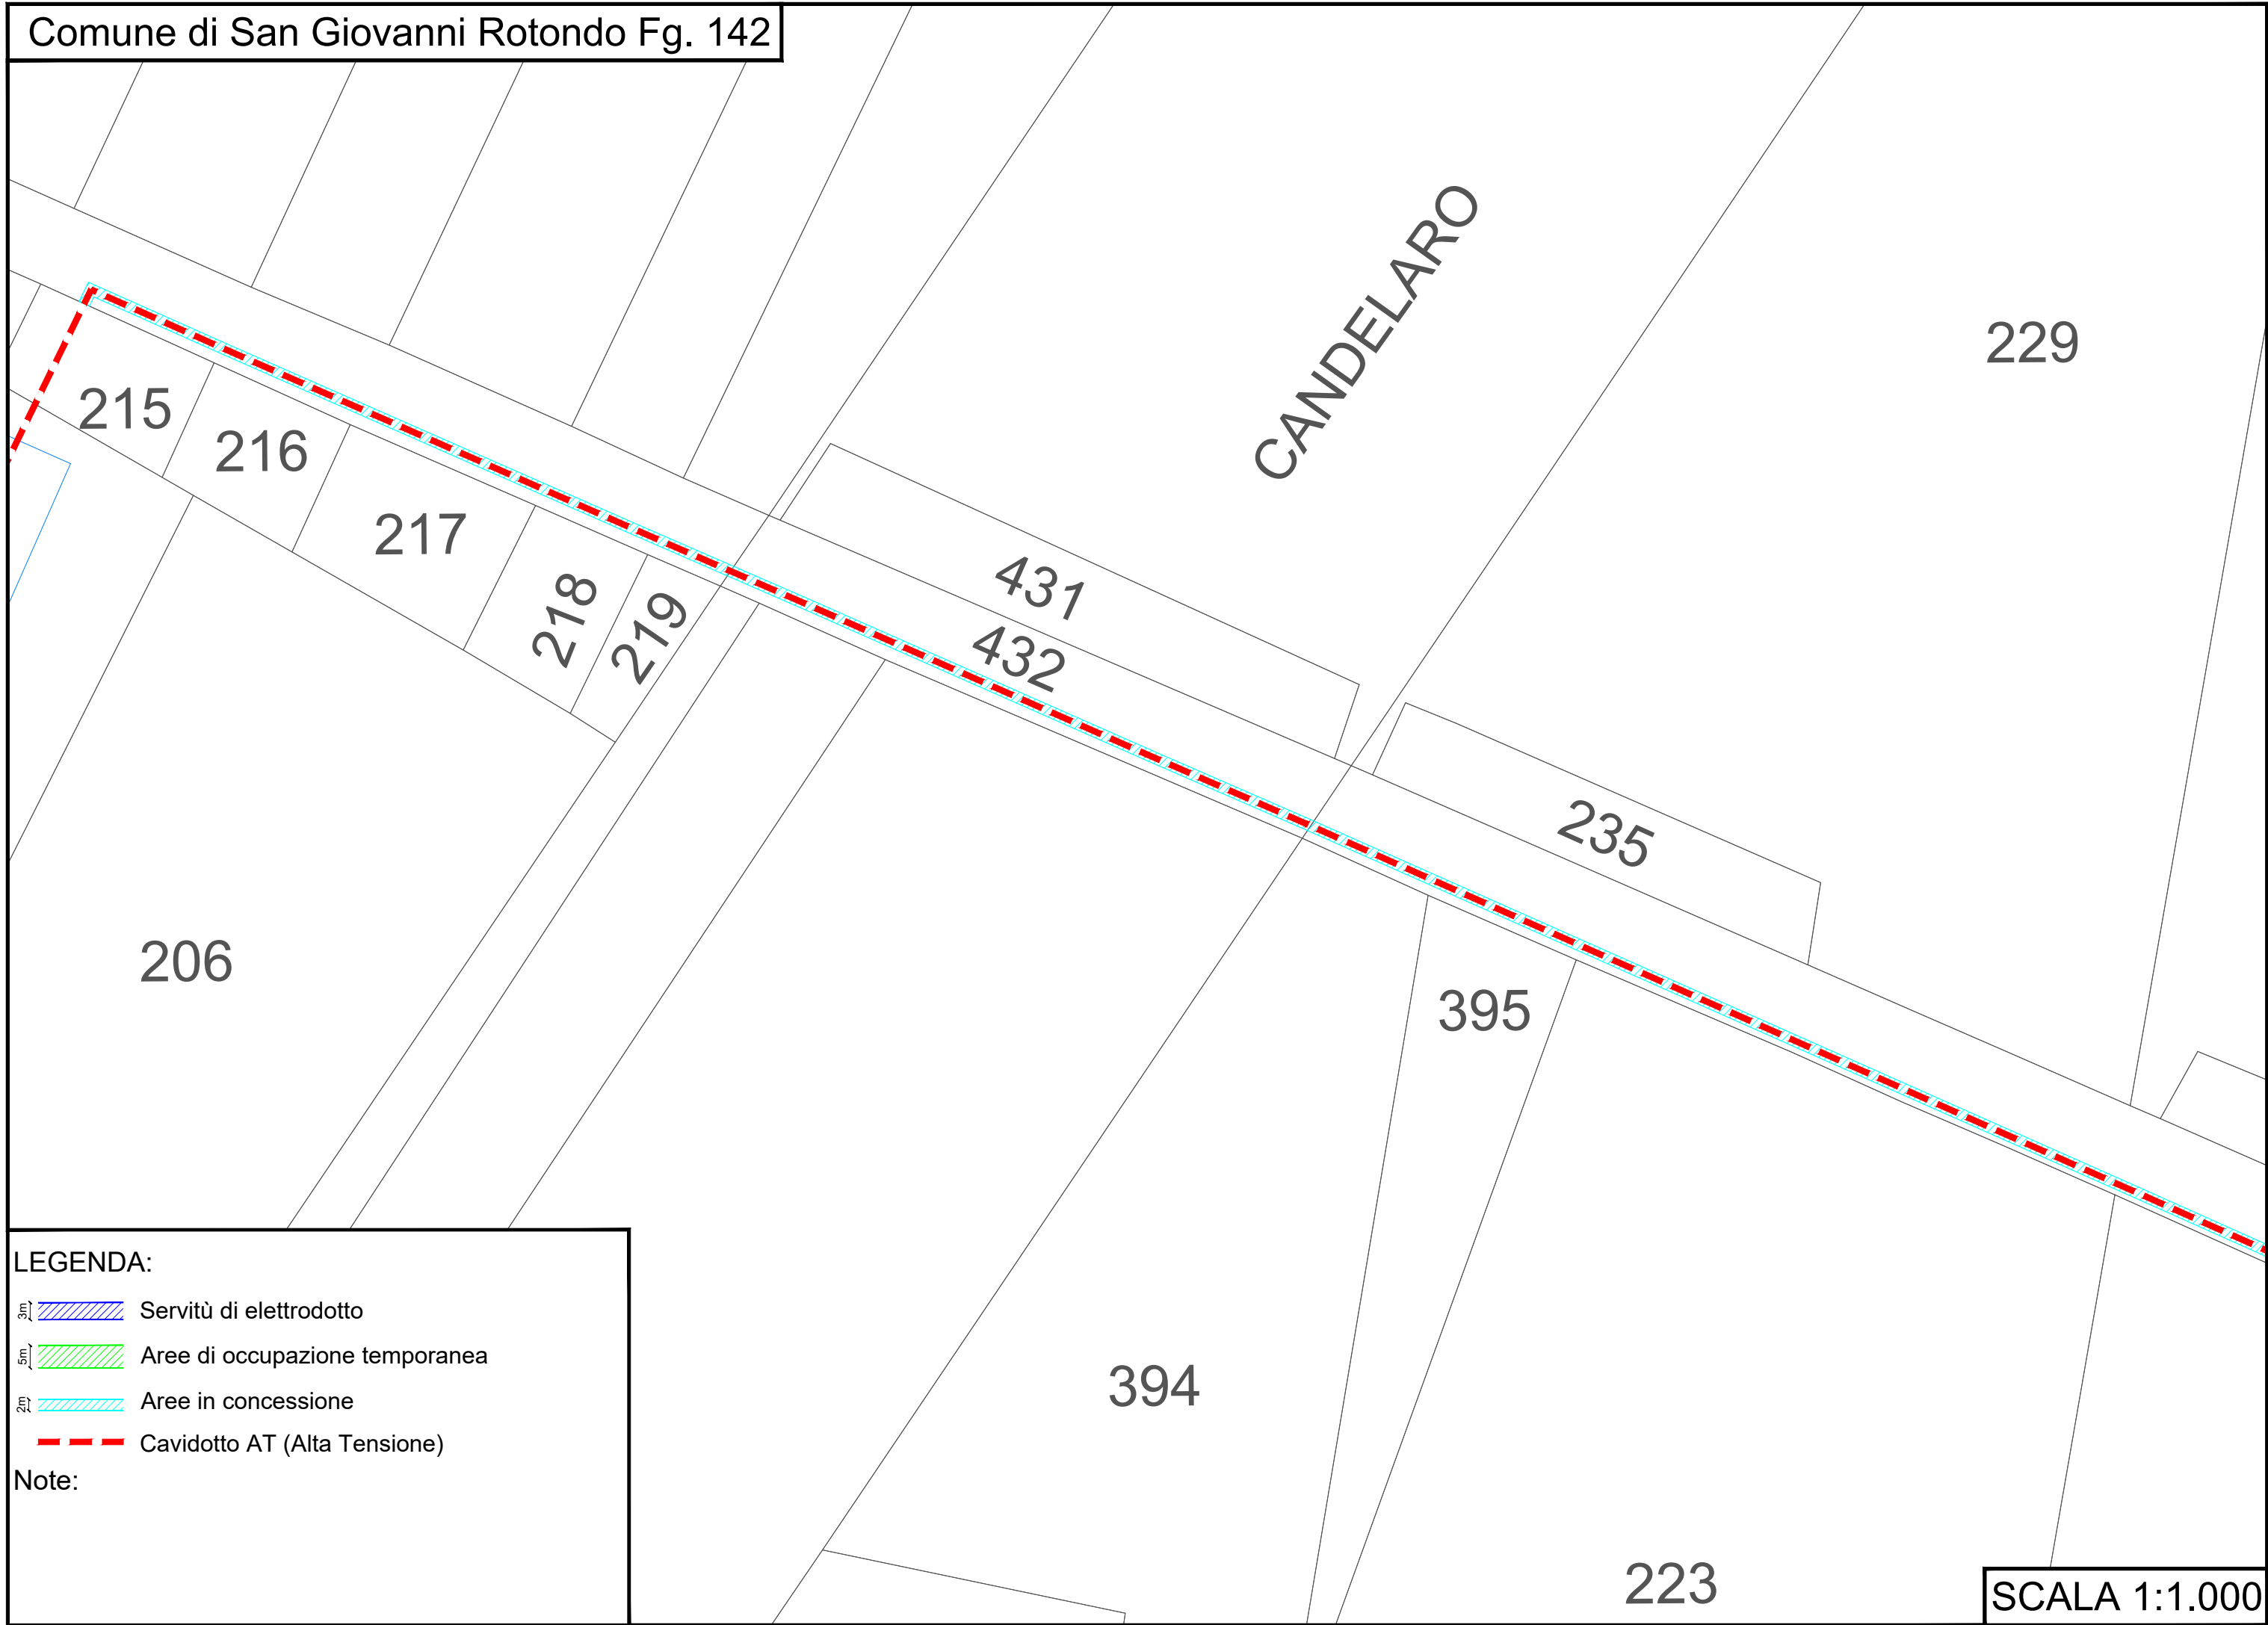 Comune di San Giovanni Rotondo Fg. 142
CANDELARO
229
215
216
217
218
219
431
432
235
206
395
394
223
LEGENDA:
3m
Servitù di elettrodotto
5m
Aree di occupazione temporanea
2m
Aree in concessione
Cavidotto AT (Alta Tensione)
Note:
SCALA 1:1.000